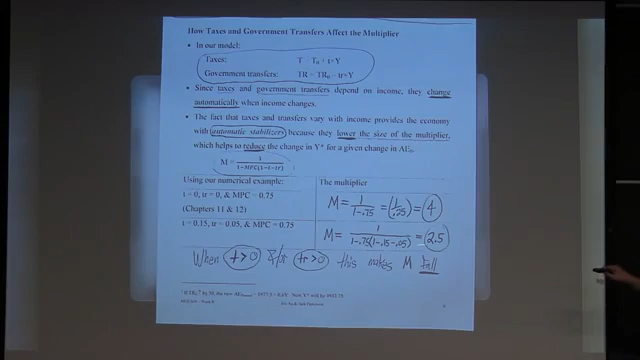 How Taxes and Government Transfers Affect the Multiplier
• In our model:
Taxes: T T₀ + t×Y
Government transfers: TR = TR₀ − tr×Y
• Since taxes and government transfers depend on income, they change
automatically when income changes.
• The fact that taxes and transfers vary with income provides the economy
with automatic stabilizers because they lower the size of the multiplier,
which helps to reduce the change in Y* for a given change in AE₀.
M = 1 / 1−MPC(1−t−tr)
Using our numerical example: The multiplier
t=0, tr=0, & MPC = 0.75
(Chapters 11 & 12)
M = 1/1-.75 = (1/.25) = 4
t=0.15, tr=0.05, & MPC = 0.75
M = 1/1-.75(1-.15-.05) = 2.5
When t>0 &/or tr>0 this makes M fall